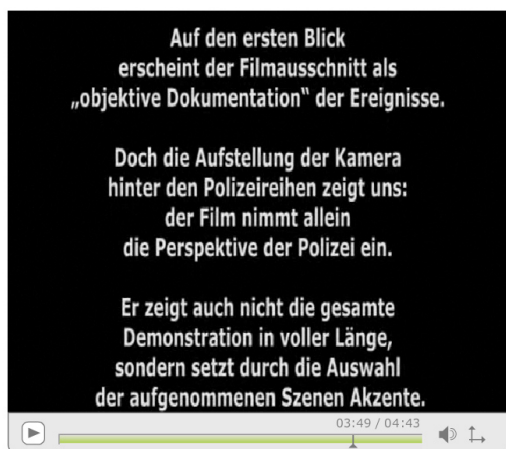 Auf den ersten Blick
erscheint der Filmausschnitt als
„objektive Dokumentation“ der Ereignisse.
Doch die Aufstellung der Kamera
hinter den Polizeireihen zeigt uns:
der Film nimmt allein
die Perspektive der Polizei ein.
Er zeigt auch nicht die gesamte
Demonstration in voller Länge,
sondern setzt durch die Auswahl
der aufgenommenen Szenen Akzente.
03:49 / 04:43